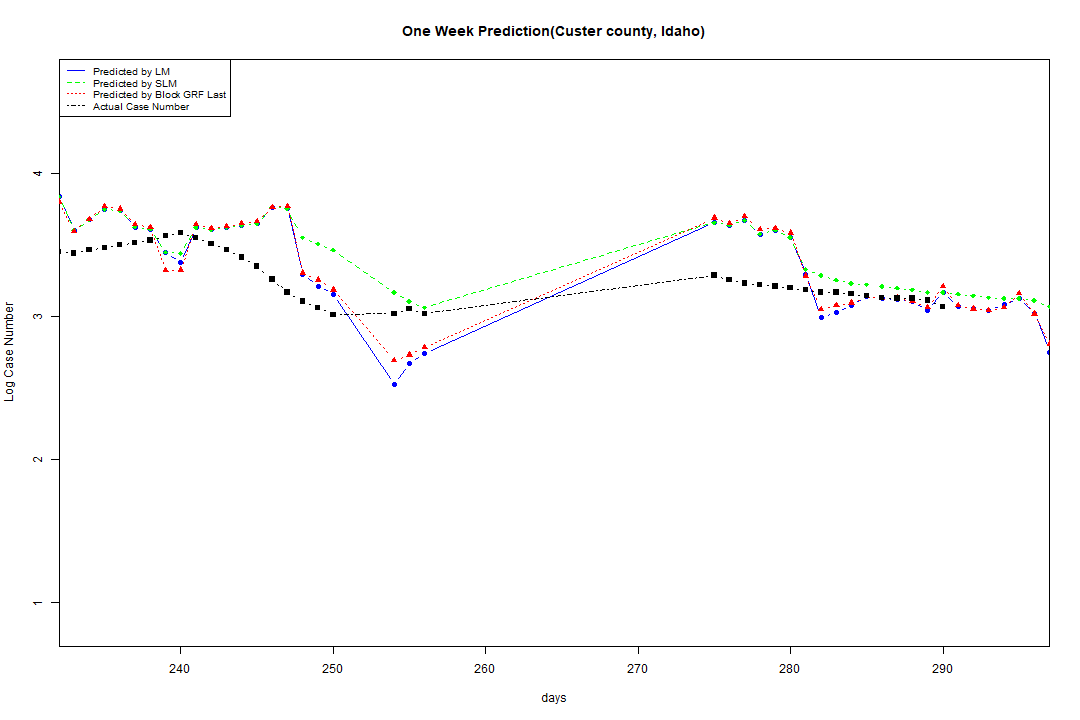 One Week Prediction(Custer county, Idaho)
Predicted by LM
Predicted by SLM
Predicted by Block GRF Last
Actual Case Number
4
3
2
1
Log Case Number
240 250 260 270 280 290
days